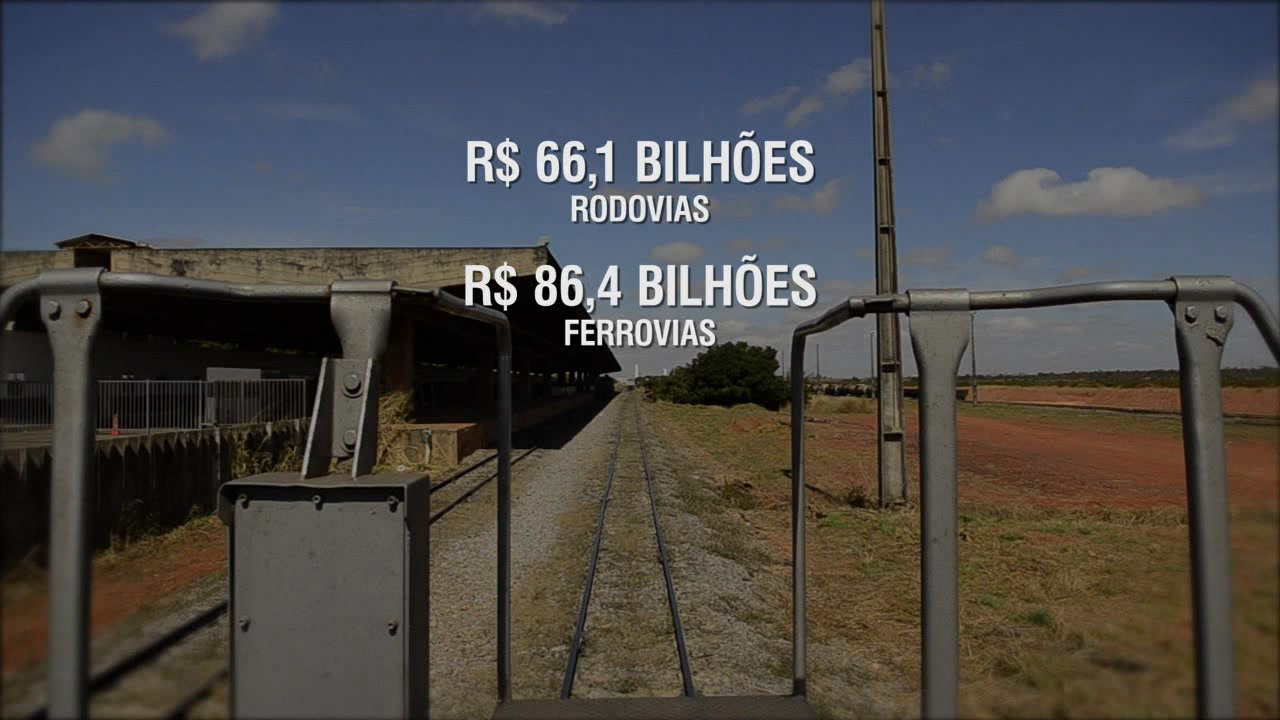 R$ 66,1 BILHÕES
RODOVIAS
R$ 86,4 BILHÕES
FERROVIAS